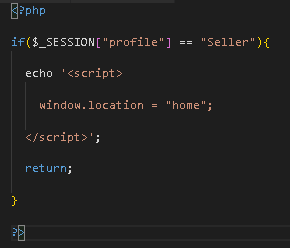 <?php
if($_SESSION["profile"] == "Seller"){
echo '<script>
window.location = "home";
</script>';
return;
}
?>